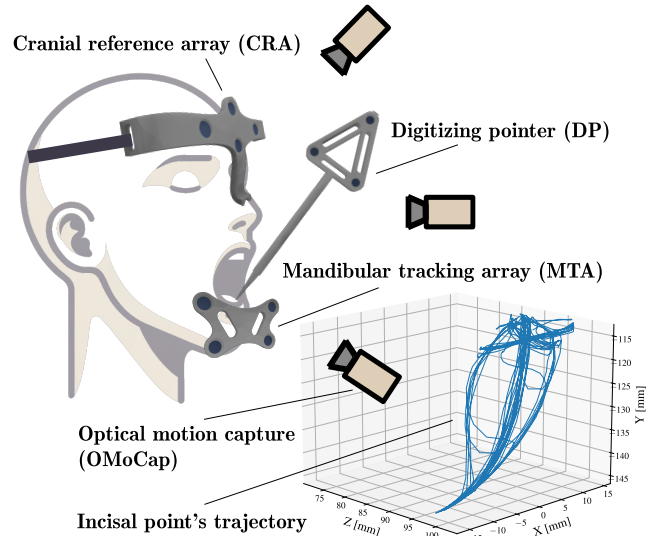 Cranial reference array (CRA)
Digitizing pointer (DP)
Mandibular tracking array (MTA)
Optical motion capture
(OMoCap)
Incisal point's trajectory
115
120
125
130
135
140
145
Y [mm]
75
80
85
90
95
100
Z [mm]
−5
0
5
10
15
X [mm]